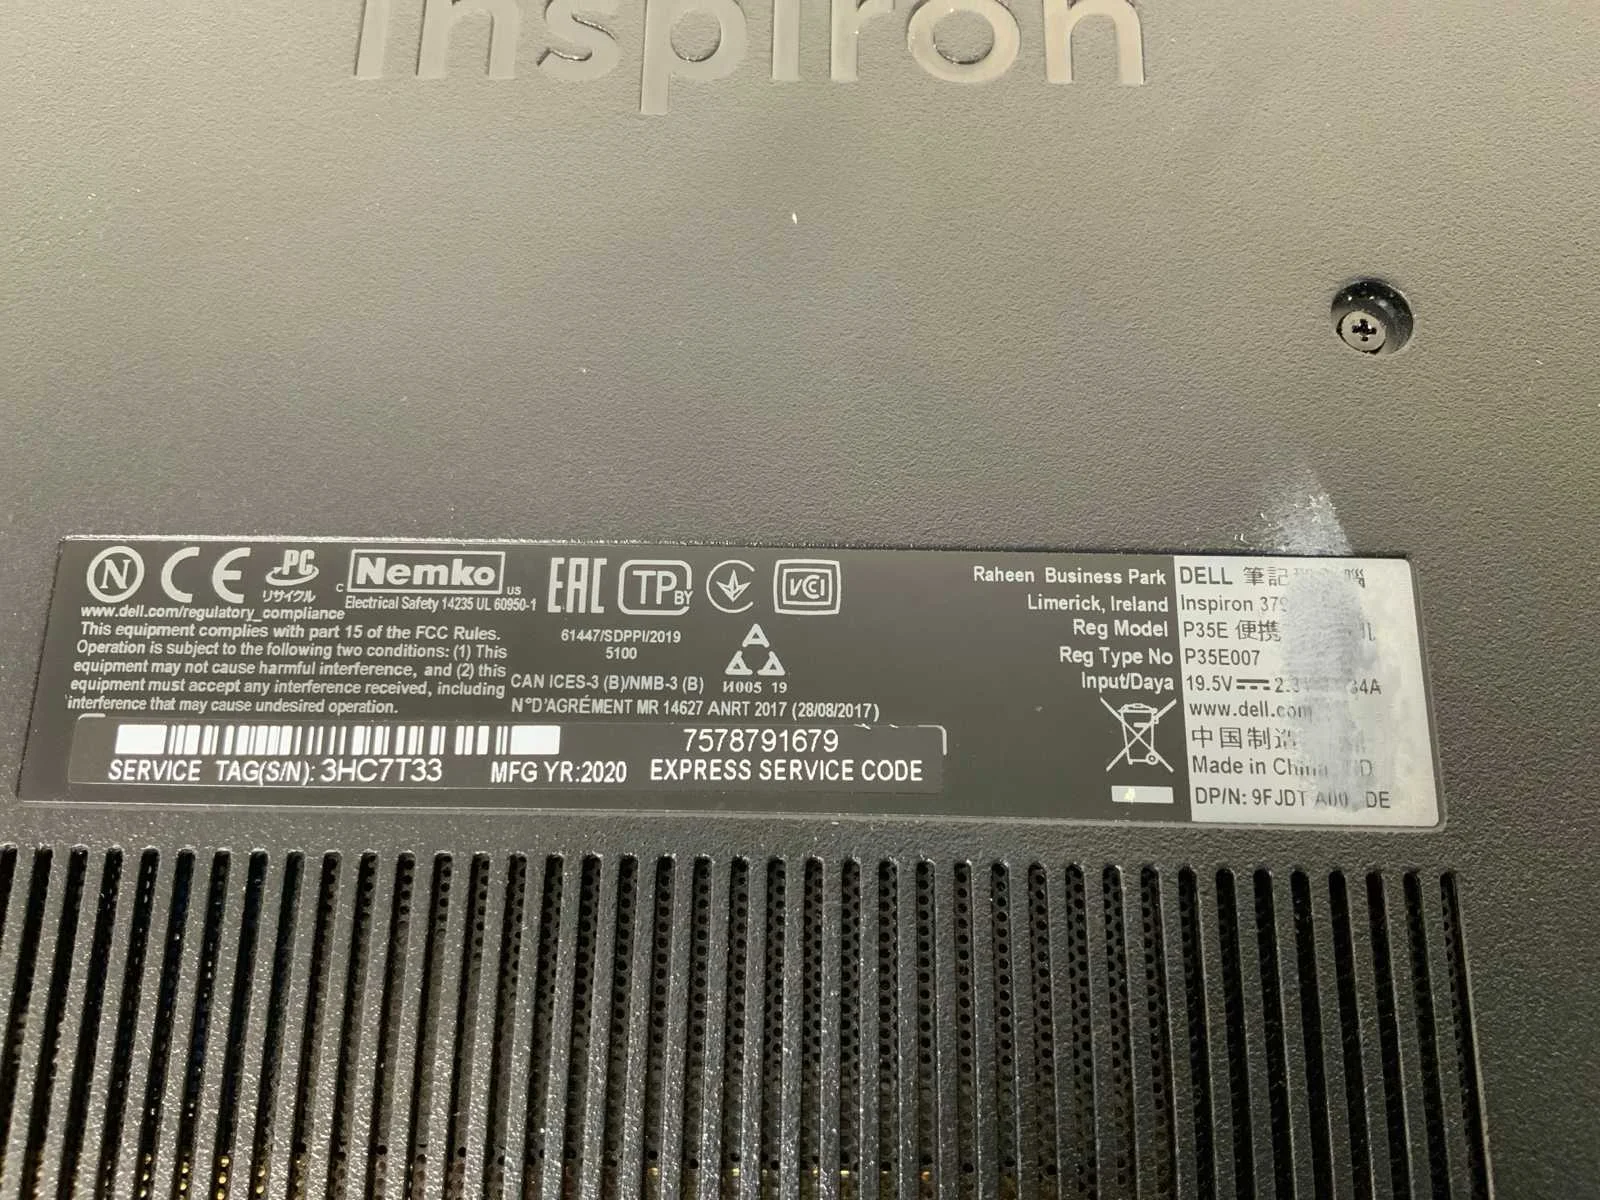 Inspiron
N CE PC Nemko C US EAC TP BY VCI
リサイクル
Electrical Safety 14235 UL 60950-1
www.dell.com/regulatory_compliance
This equipment complies with part 15 of the FCC Rules.
Operation is subject to the following two conditions: (1) This
equipment may not cause harmful interference, and (2) this
equipment must accept any interference received, including
interference that may cause undesired operation.
61447/SDPPI/2019
5100
CAN ICES-3 (B)/NMB-3 (B)
И005 19
N°D'AGRÉMENT MR 14627 ANRT 2017 (28/08/2017)
7578791679
SERVICE TAG(S/N): 3HC7T33 MFG YR:2020 EXPRESS SERVICE CODE
Raheen Business Park DELL
Limerick, Ireland Inspiron
Reg Model P35E 便携
Reg Type No P35E007
Input/Daya 19.5V
www.dell.com
中国制造
Made in China
DP/N: 9FJDT A00 DE